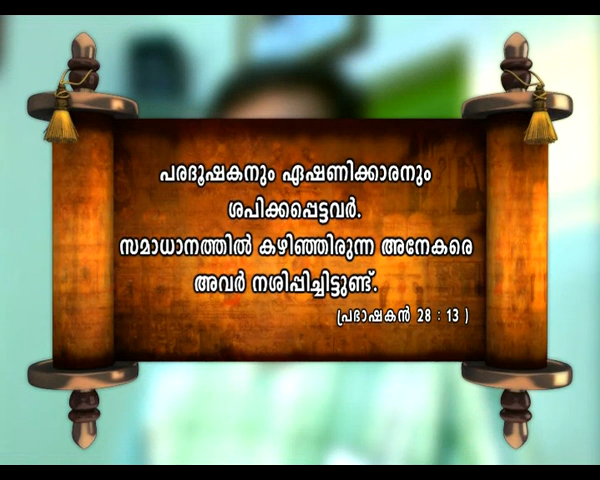 പരദൂഷകനും ഏഷണിക്കാരനും
ശപിക്കപ്പെട്ടവർ.
സമാധാനത്തിൽ കഴിഞ്ഞിരുന്ന അനേകരെ
അവർ നശിപ്പിച്ചിട്ടുണ്ട്.
പ്രഭാഷകൻ 28 : 13 )